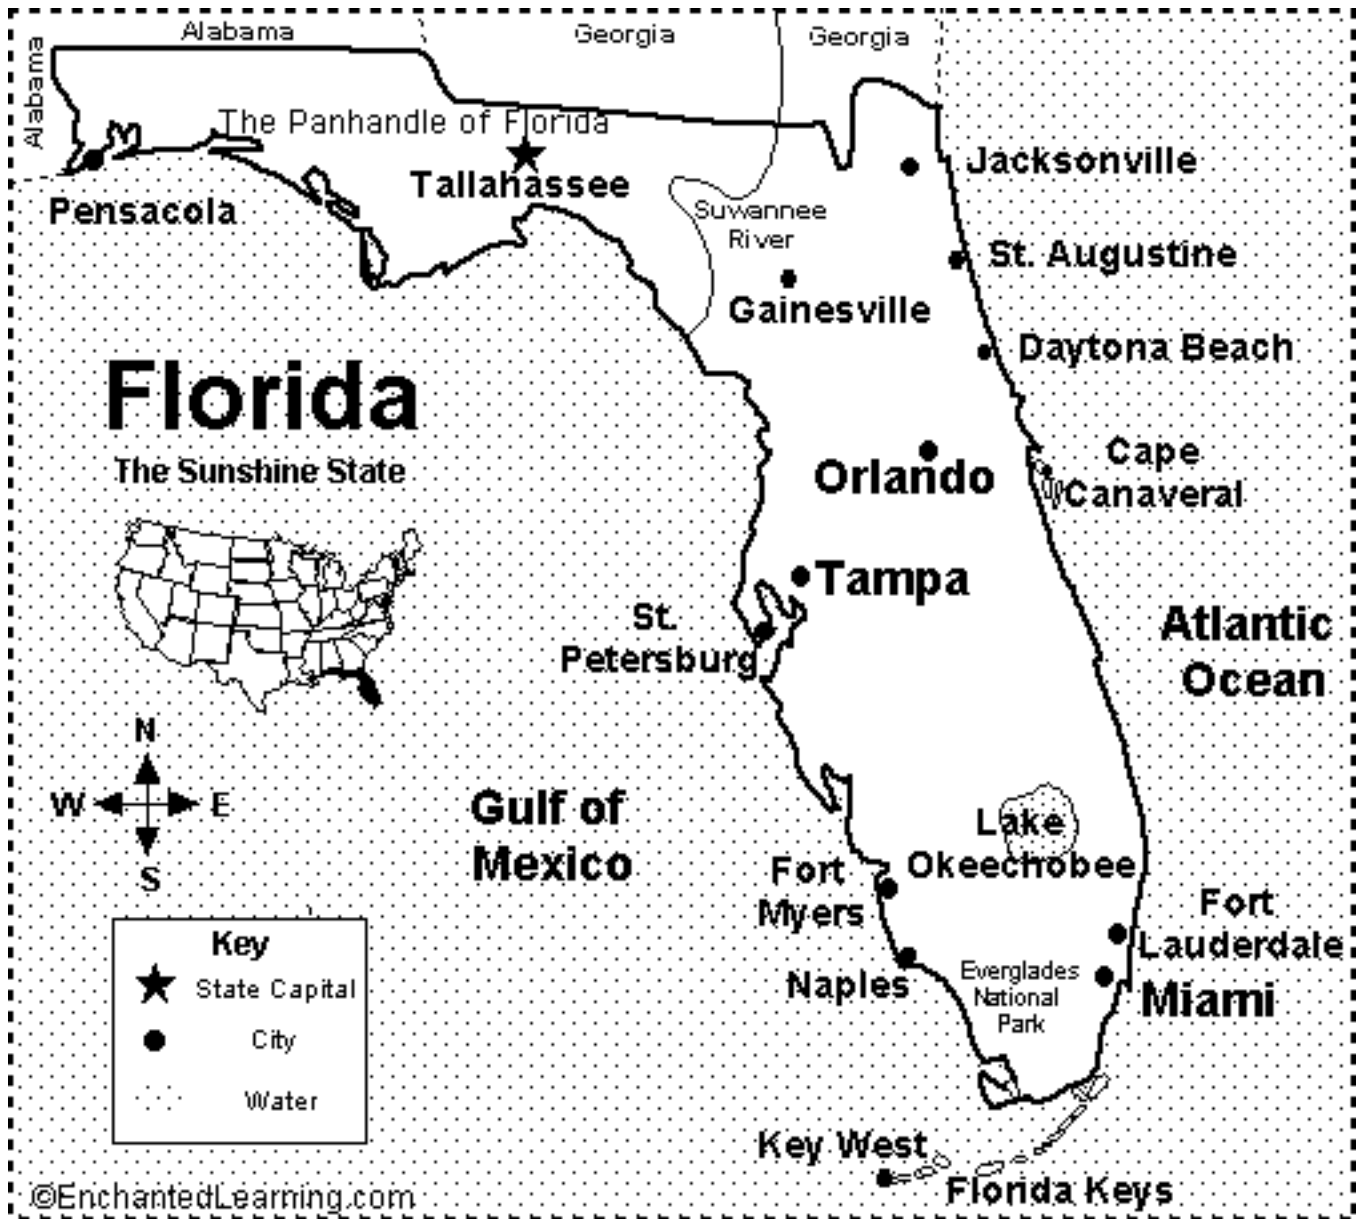 Alabama
Georgia
Georgia
Alabama
The Panhandle of Florida
Tallahassee
Pensacola
Jacksonville
Suwannee
River
St. Augustine
Gainesville
Daytona Beach
Florida
The Sunshine State
Orlando
Cape
Canaveral
Tampa
St.
Petersburg
Atlantic
Ocean
N
W
E
S
Gulf of
Mexico
Lake
Okeechobee
Fort
Myers
Fort
Lauderdale
Naples
Everglades
National
Park
Miami
Key
State Capital
City
Water
Key West
Florida Keys
©EnchantedLearning.com